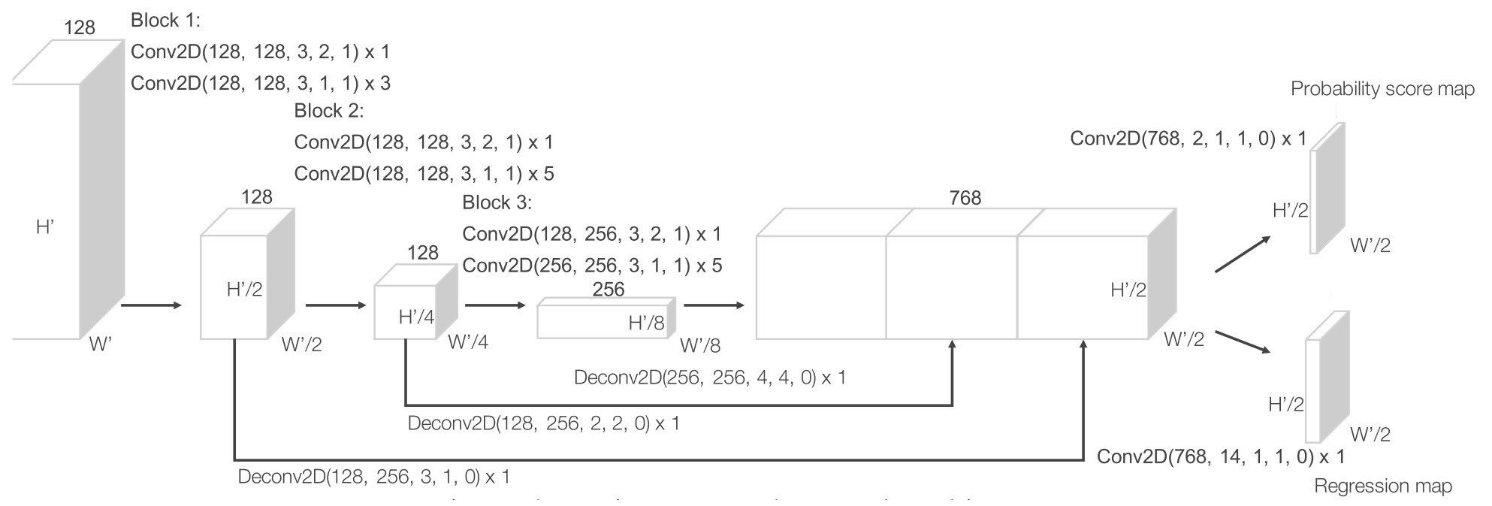 128
Block 1:
Conv2D(128, 128, 3, 2, 1) x 1
Conv2D(128, 128, 3, 1, 1) x 3
Block 2:
Conv2D(128, 128, 3, 2, 1) x 1
Conv2D(128, 128, 3, 1, 1) x 5
Block 3:
Conv2D(128, 256, 3, 2, 1) x 1
Conv2D(256, 256, 3, 1, 1) x 5
H'
W'
128
H'/2
W'/2
128
H'/4
W'/4
256
H'/8
W'/8
768
H'/2
W'/2
Deconv2D(256, 256, 4, 4, 0) x 1
Deconv2D(128, 256, 2, 2, 0) x 1
Deconv2D(128, 256, 3, 1, 0) x 1
Probability score map
Conv2D(768, 2, 1, 1, 0) x 1
H'/2
W'/2
H'/2
W'/2
Conv2D(768, 14, 1, 1, 0) x 1
Regression map